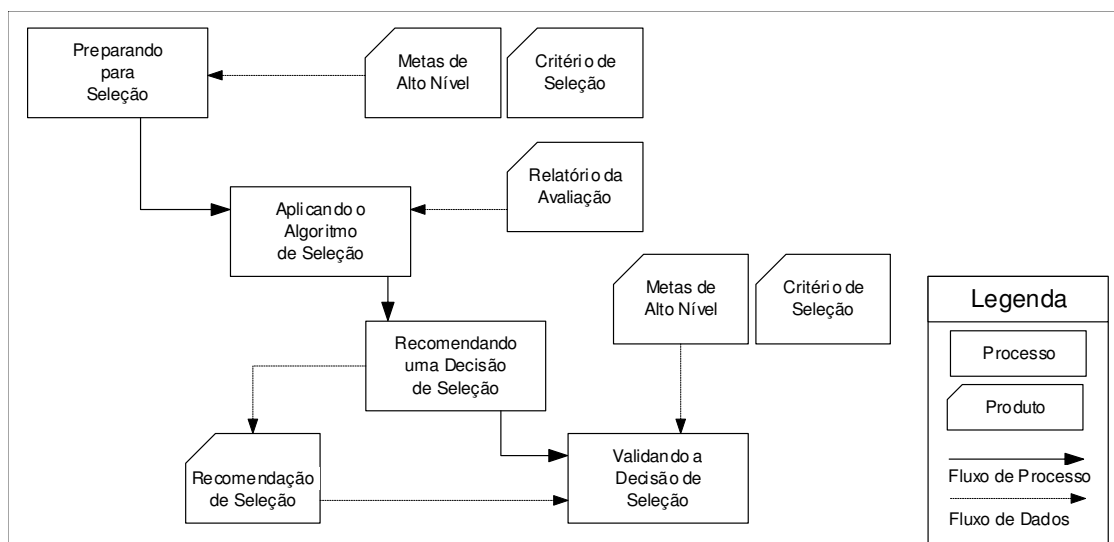 Preparando
para
Seleção
Metas de
Alto Nível
Critério de
Seleção
Relatório da
Avaliação
Aplicando o
Algoritmo
de Seleção
Metas de
Alto Nível
Critério de
Seleção
Recomendando
uma Decisão
de Seleção
Recomendação
de Seleção
Validando a
Decisão de
Seleção
Legenda
Processo
Produto
Fluxo de Processo
Fluxo de Dados